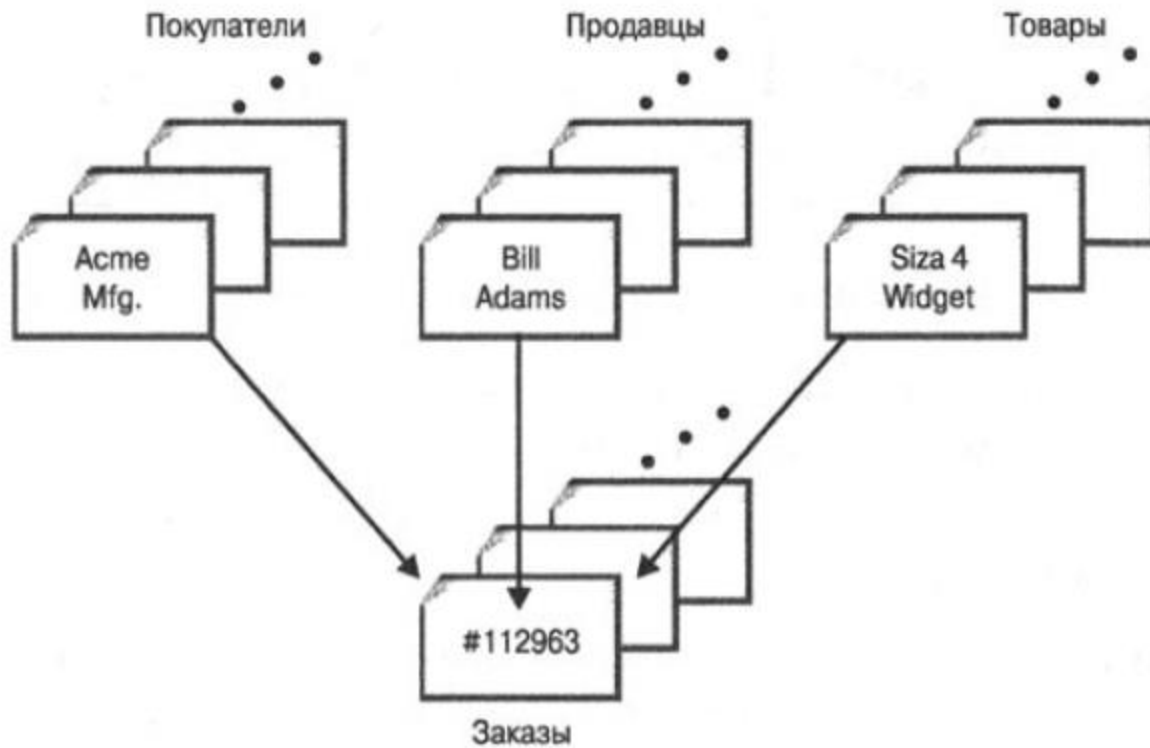 Покупатели
Продавцы
Товары
Acme
Mfg.
Bill
Adams
Siza 4
Widget
#112963
Заказы